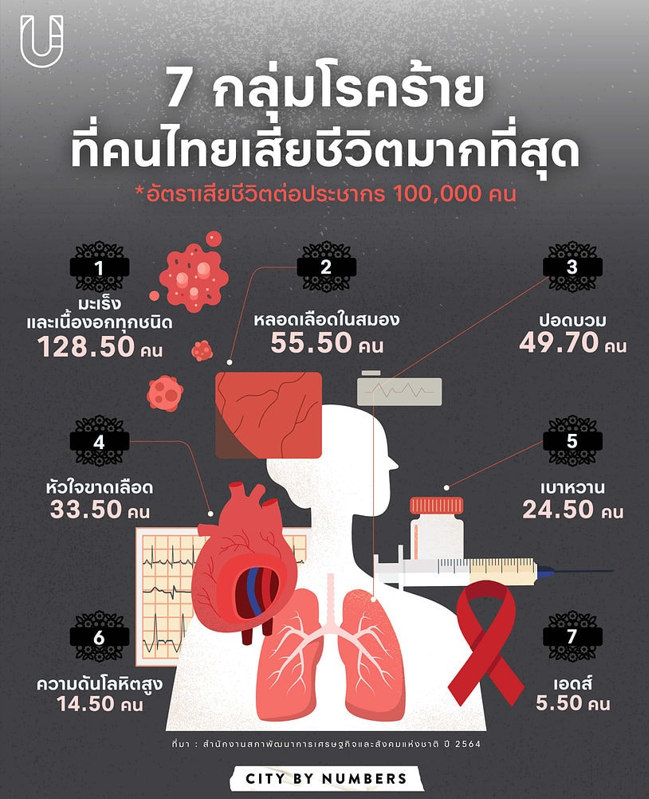 U
7 กลุ่มโรคร้าย
ที่คนไทยเสียชีวิตมากที่สุด
*อัตราเสียชีวิตต่อประชากร 100,000 คน
1
มะเร็ง
และเนื้องอกทุกชนิด
128.50 คน
2
หลอดเลือดในสมอง
55.50 คน
3
ปอดบวม
49.70 คน
4
หัวใจขาดเลือด
33.50 คน
5
เบาหวาน
24.50 คน
6
ความดันโลหิตสูง
14.50 คน
7
เอดส์
5.50 คน
ที่มา : สำนักงานสภาพัฒนาการเศรษฐกิจและสังคมแห่งชาติ ปี 2564
CITY BY NUMBERS